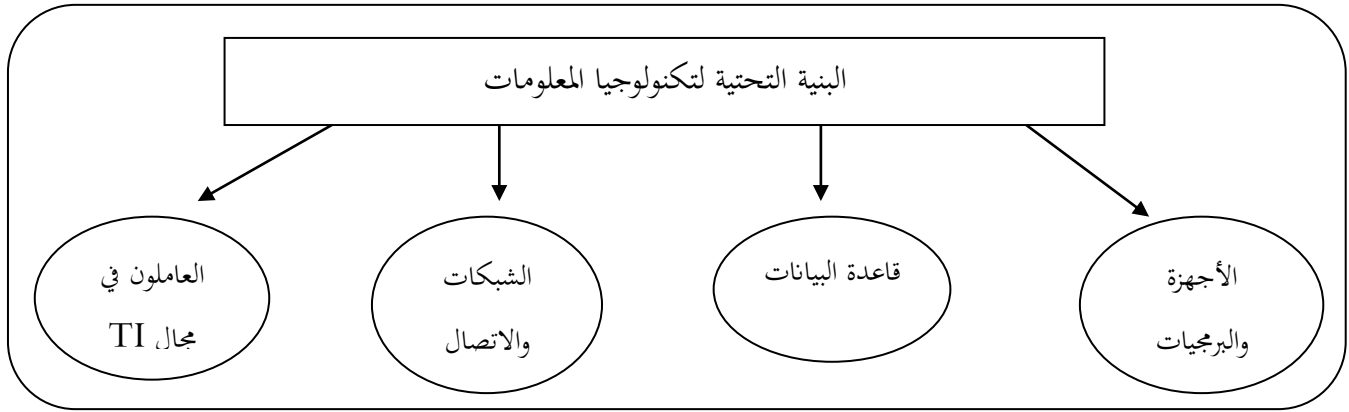 البنية التحتية لتكنولوجيا المعلومات
الأجهزة
والبرمجيات
قاعدة البيانات
الشبكات
والاتصال
العاملون في
مجال TI